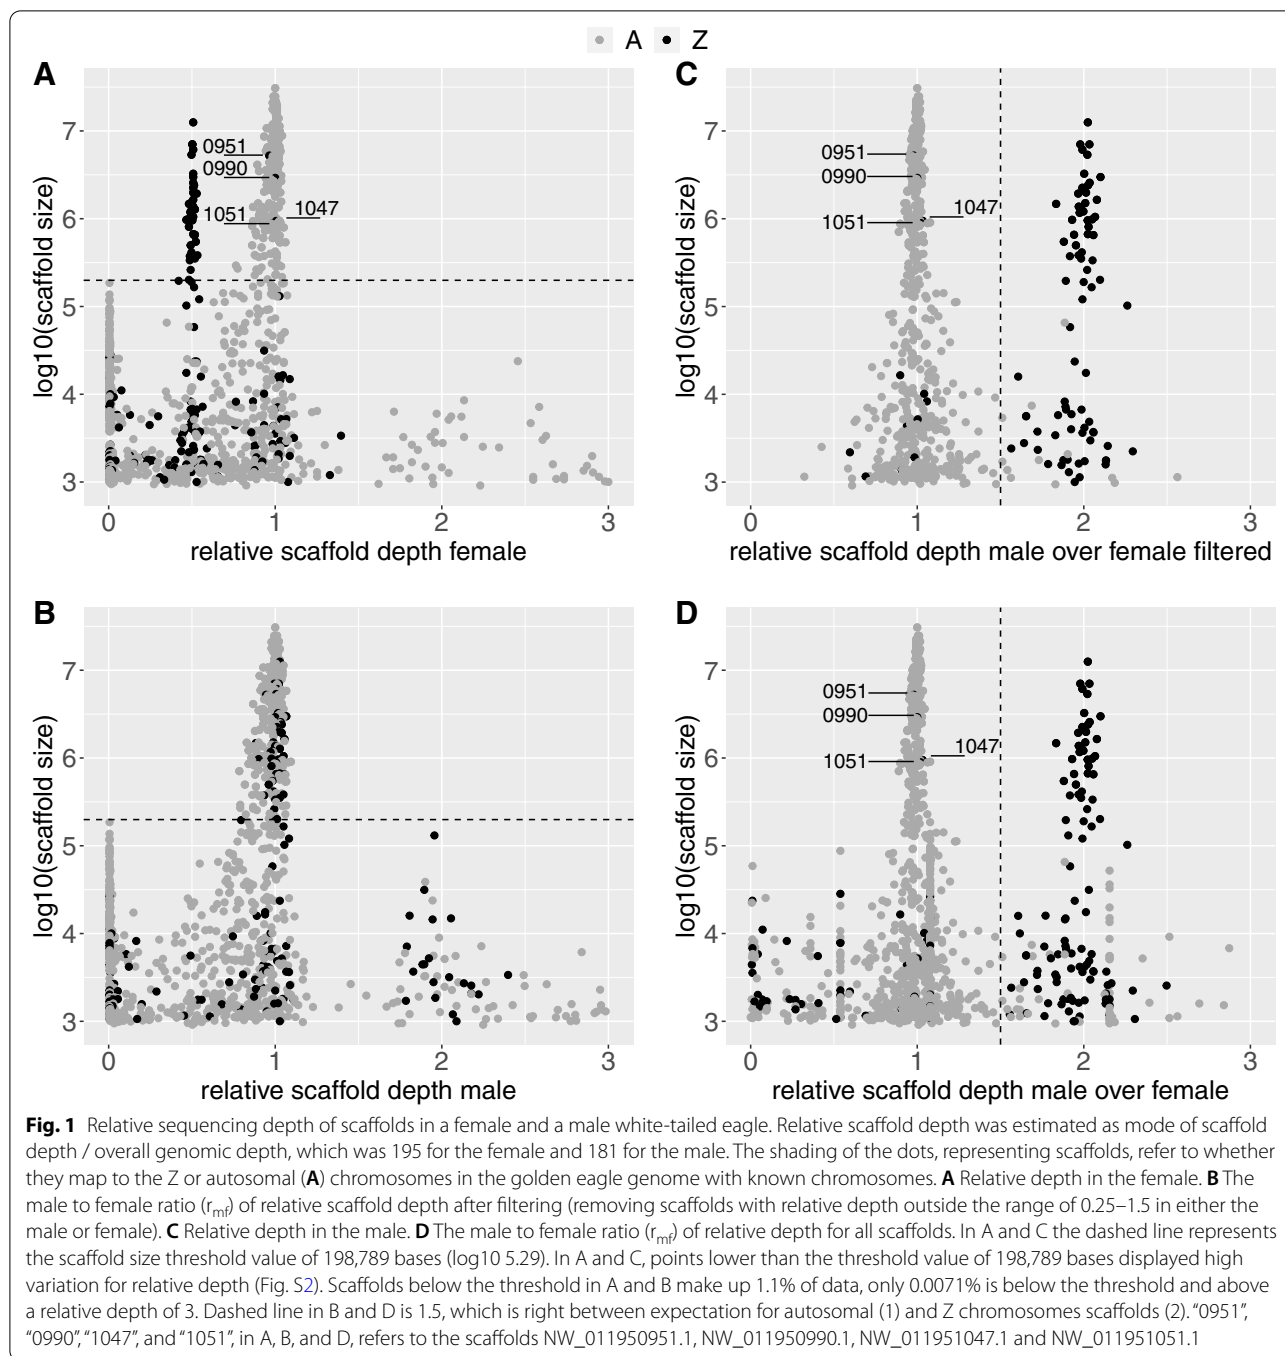 A Z
A
C
7
6
5
4
3
log10(scaffold size)
0951
0990
1051
1047
0 1 2 3
relative scaffold depth female
7
6
5
4
3
log10(scaffold size)
0951
0990
1051
1047
0 1 2 3
relative scaffold depth male over female filtered
B
D
7
6
5
4
3
log10(scaffold size)
0 1 2 3
relative scaffold depth male
7
6
5
4
3
log10(scaffold size)
0951
0990
1051
1047
0 1 2 3
relative scaffold depth male over female
Fig. 1 Relative sequencing depth of scaffolds in a female and a male white-tailed eagle. Relative scaffold depth was estimated as mode of scaffold
depth / overall genomic depth, which was 195 for the female and 181 for the male. The shading of the dots, representing scaffolds, refer to whether
they map to the Z or autosomal (A) chromosomes in the golden eagle genome with known chromosomes. A Relative depth in the female. B The
male to female ratio (rmf) of relative scaffold depth after filtering (removing scaffolds with relative depth outside the range of 0.25–1.5 in either the
male or female). C Relative depth in the male. D The male to female ratio (rmf) of relative depth for all scaffolds. In A and C the dashed line represents
the scaffold size threshold value of 198,789 bases (log10 5.29). In A and C, points lower than the threshold value of 198,789 bases displayed high
variation for relative depth (Fig. S2). Scaffolds below the threshold in A and B make up 1.1% of data, only 0.0071% is below the threshold and above
a relative depth of 3. Dashed line in B and D is 1.5, which is right between expectation for autosomal (1) and Z chromosomes scaffolds (2). “0951”,
“0990”, “1047”, and “1051”, in A, B, and D, refers to the scaffolds NW_011950951.1, NW_011950990.1, NW_011951047.1 and NW_011951051.1